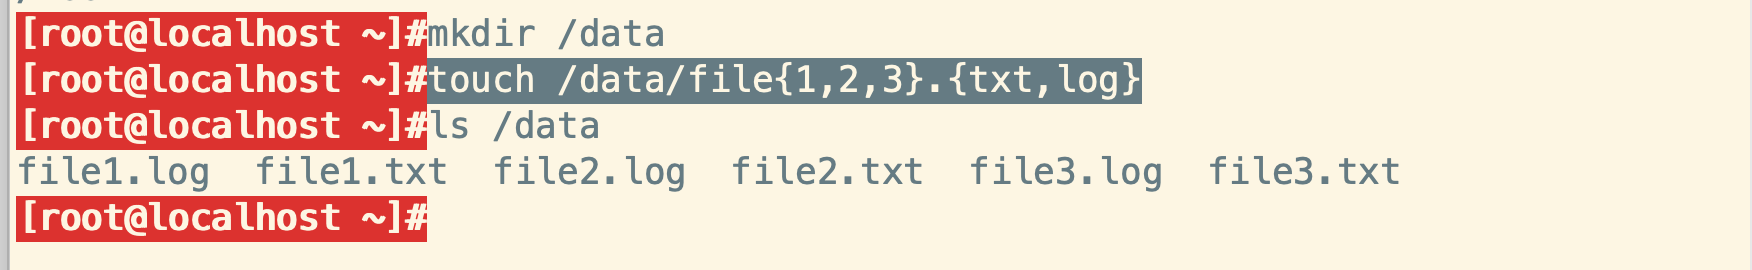 [root@localhost ~]#mkdir /data
[root@localhost ~]#touch /data/file{1,2,3}.{txt,log}
[root@localhost ~]#ls /data
file1.log  file1.txt  file2.log  file2.txt  file3.log  file3.txt
[root@localhost ~]#